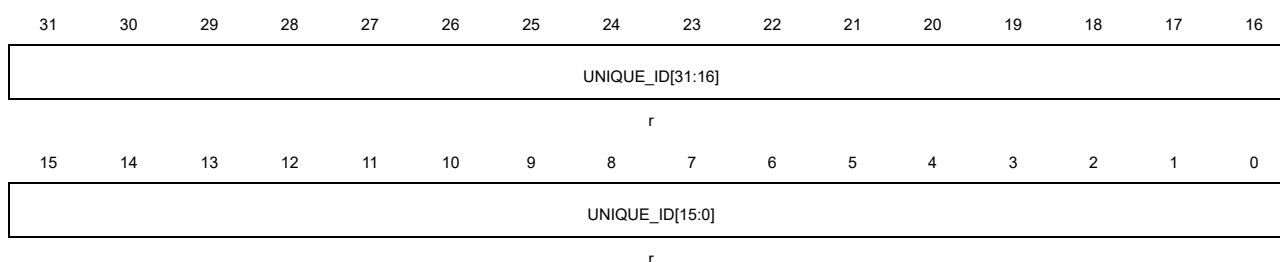 31 30 29 28 27 26 25 24 23 22 21 20 19 18 17 16
UNIQUE_ID[31:16]
r
15 14 13 12 11 10 9 8 7 6 5 4 3 2 1 0
UNIQUE_ID[15:0]
r